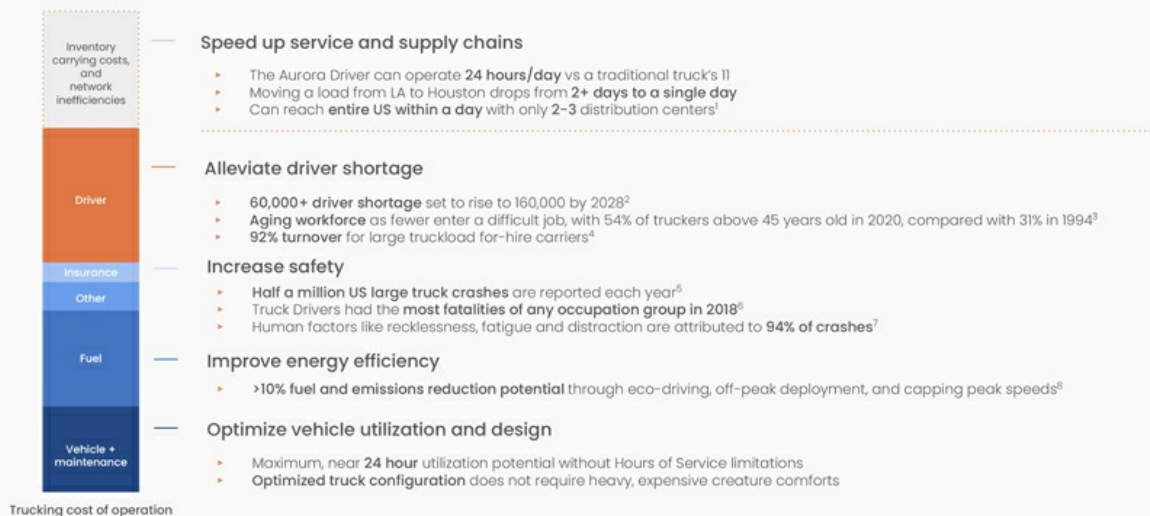 Inventory
carrying costs,
and
network
inefficiencies
Speed up service and supply chains
The Aurora Driver can operate 24 hours/day vs a traditional truck's 11
Moving a load from LA to Houston drops from 2+ days to a single day
Can reach entire US within a day with only 2-3 distribution centers¹
Driver
Alleviate driver shortage
60,000+ driver shortage set to rise to 160,000 by 2028²
Aging workforce as fewer enter a difficult job, with 54% of truckers above 45 years old in 2020, compared with 31% in 1994³
92% turnover for large truckload for-hire carriers⁴
Insurance
Other
Increase safety
Half a million US large truck crashes are reported each year⁵
Truck Drivers had the most fatalities of any occupation group in 2018⁶
Human factors like recklessness, fatigue and distraction are attributed to 94% of crashes⁷
Fuel
Improve energy efficiency
>10% fuel and emissions reduction potential through eco-driving, off-peak deployment, and capping peak speeds⁸
Vehicle +
maintenance
Optimize vehicle utilization and design
Maximum, near 24 hour utilization potential without Hours of Service limitations
Optimized truck configuration does not require heavy, expensive creature comforts
Trucking cost of operation